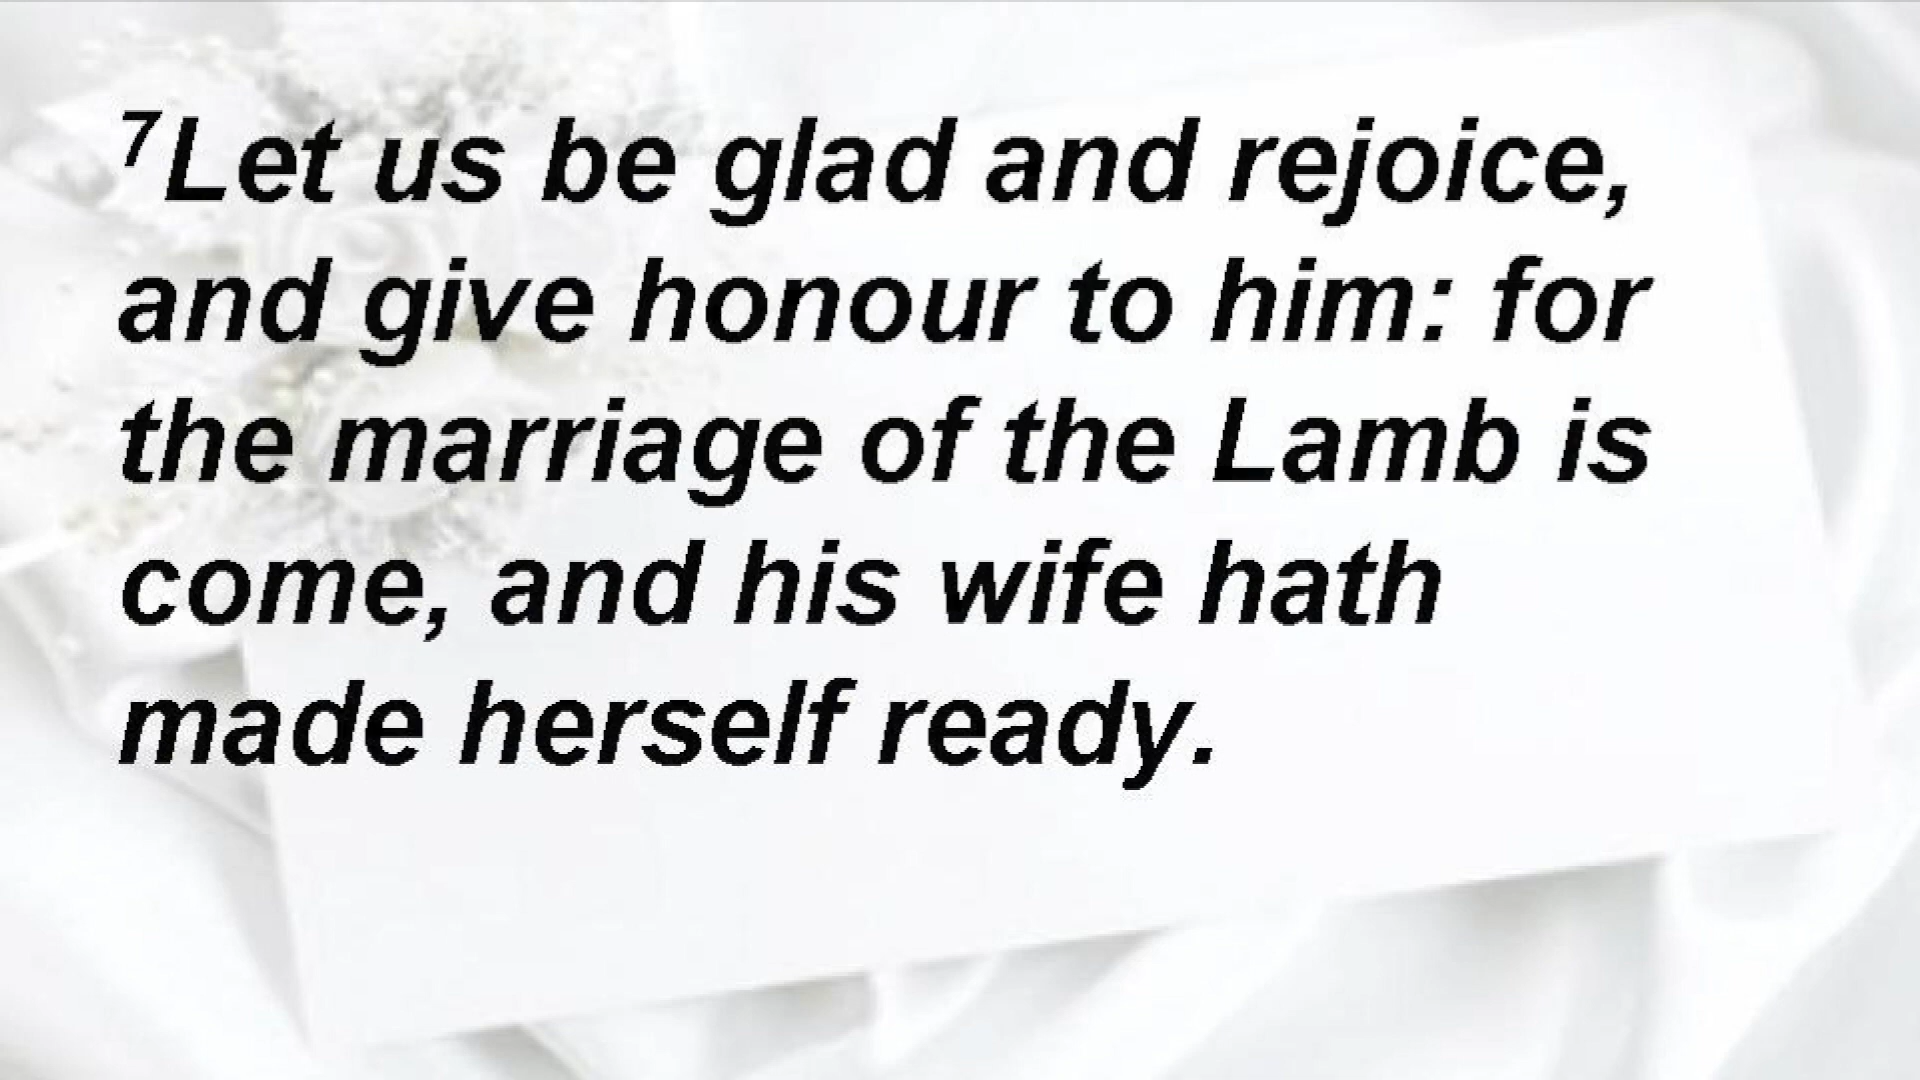 7Let us be glad and rejoice,
and give honour to him: for
the marriage of the Lamb is
come, and his wife hath
made herself ready.